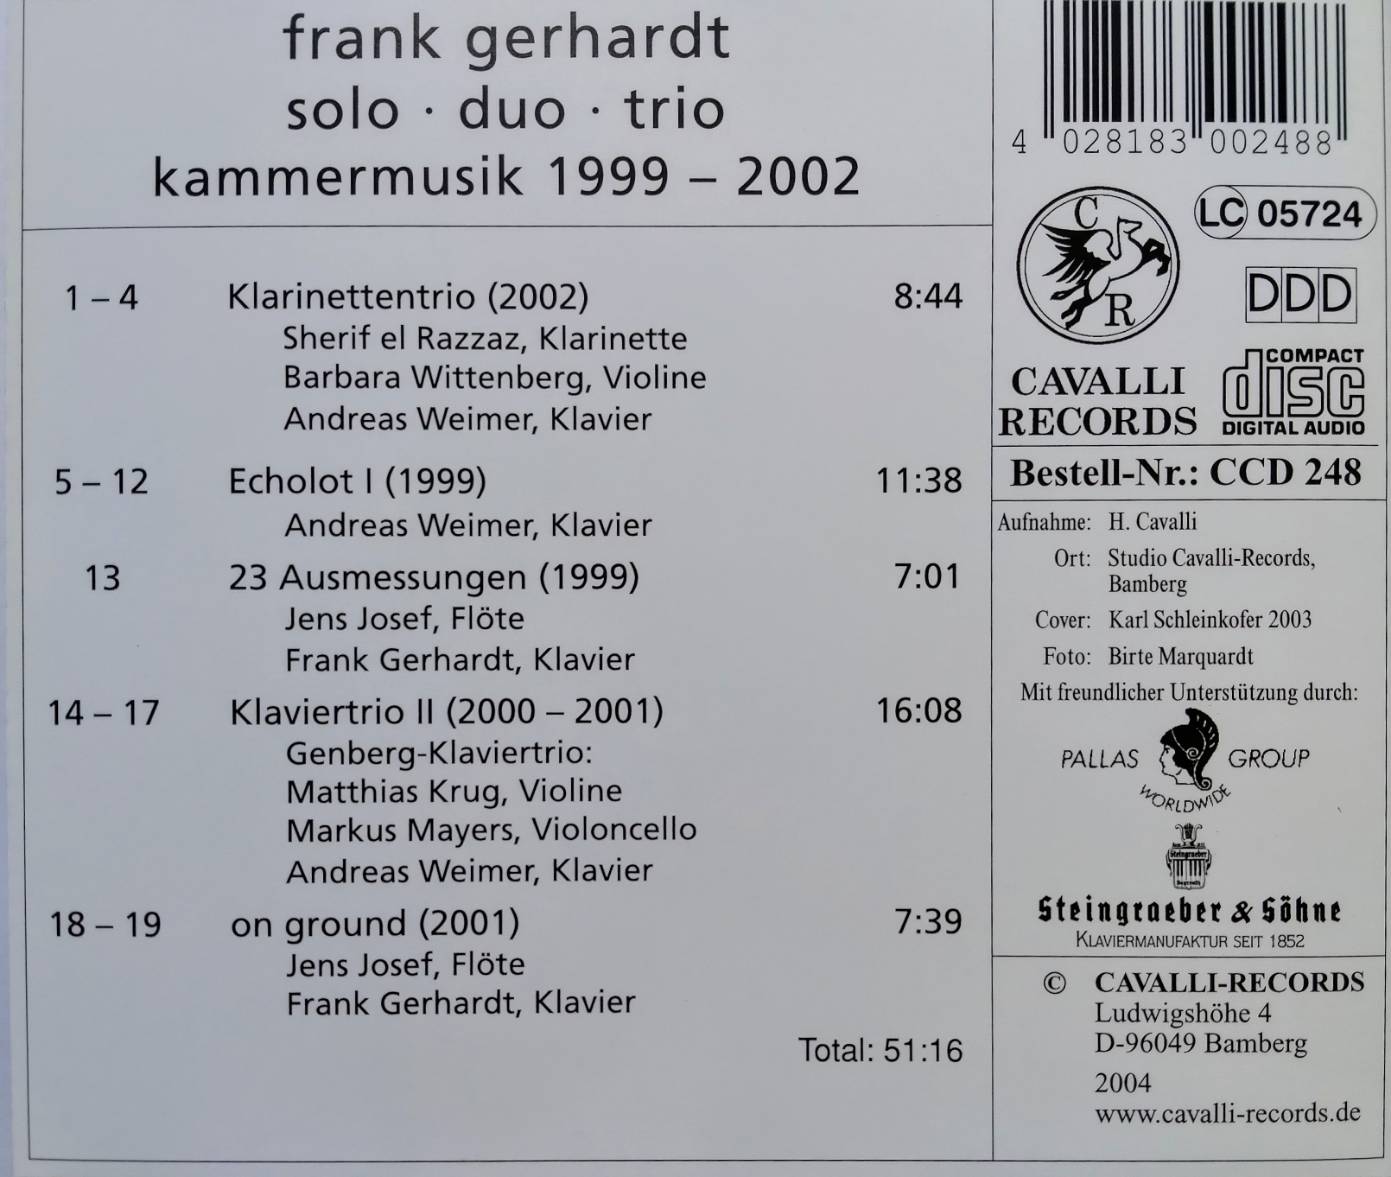 frank gerhardt
solo · duo · trio
kammermusik 1999 – 2002
1 – 4 Klarinettentrio (2002) 8:44
Sherif el Razzaz, Klarinette
Barbara Wittenberg, Violine
Andreas Weimer, Klavier
5 – 12 Echolot I (1999) 11:38
Andreas Weimer, Klavier
13 23 Ausmessungen (1999) 7:01
Jens Josef, Flöte
Frank Gerhardt, Klavier
14 – 17 Klaviertrio II (2000 – 2001) 16:08
Genberg-Klaviertrio:
Matthias Krug, Violine
Markus Mayers, Violoncello
Andreas Weimer, Klavier
18 – 19 on ground (2001) 7:39
Jens Josef, Flöte
Frank Gerhardt, Klavier
Total: 51:16
4 028183 002488
C
R
LC 05724
DDD
CAVALLI
RECORDS
COMPACT
disc
DIGITAL AUDIO
Bestell-Nr.: CCD 248
Aufnahme: H. Cavalli
Ort: Studio Cavalli-Records,
Bamberg
Cover: Karl Schleinkofer 2003
Foto: Birte Marquardt
Mit freundlicher Unterstützung durch:
PALLAS GROUP
WORLDWIDE
Steingraeber
Steingraeber & Söhne
KLAVIERMANUFAKTUR SEIT 1852
© CAVALLI-RECORDS
Ludwigshöhe 4
D-96049 Bamberg
2004
www.cavalli-records.de